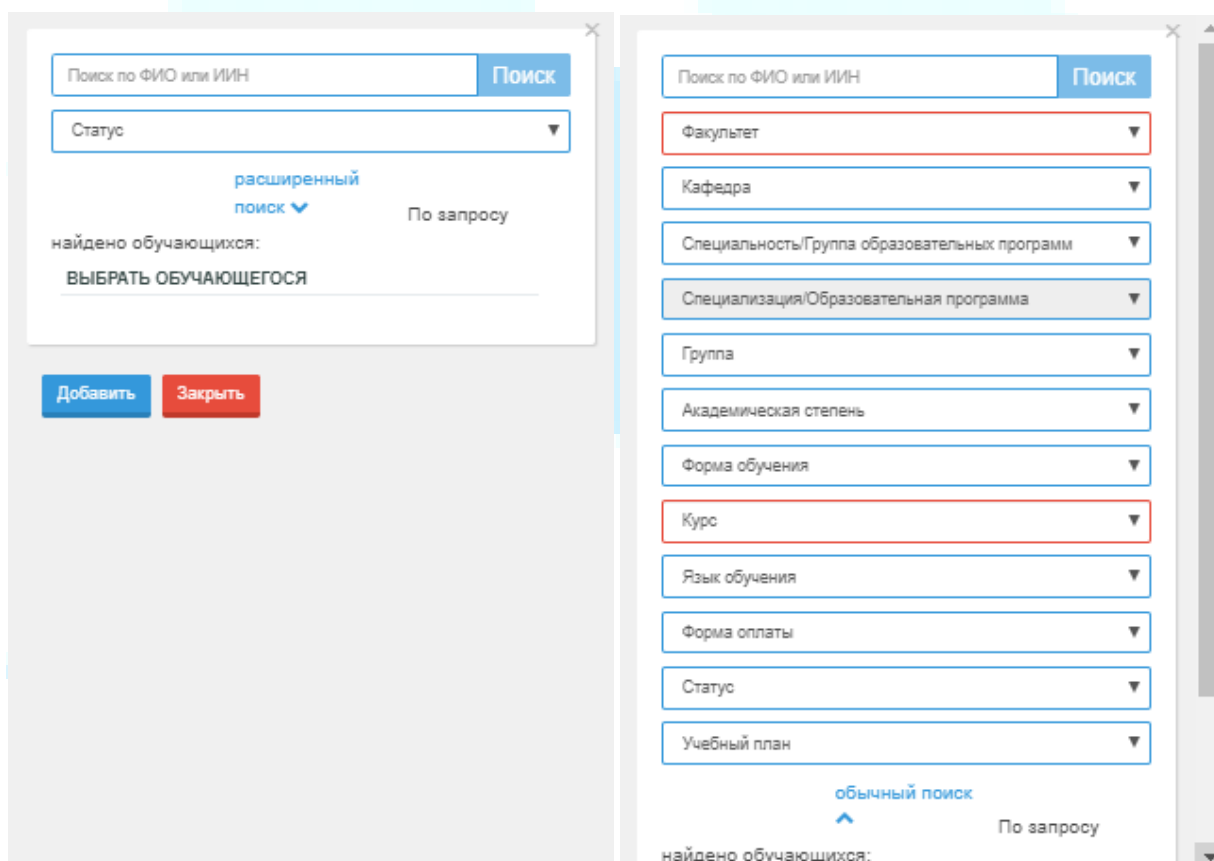 Поиск по ФИО или ИИН
Поиск
Статус
расширенный
поиск
По запросу
найдено обучающихся:
ВЫБРАТЬ ОБУЧАЮЩЕГОСЯ
Добавить
Закрыть
Поиск по ФИО или ИИН
Поиск
Факультет
Кафедра
Специальность/Группа образовательных программ
Специализация/Образовательная программа
Группа
Академическая степень
Форма обучения
Курс
Язык обучения
Форма оплаты
Статус
Учебный план
обычный поиск
По запросу
найдено обучающихся: